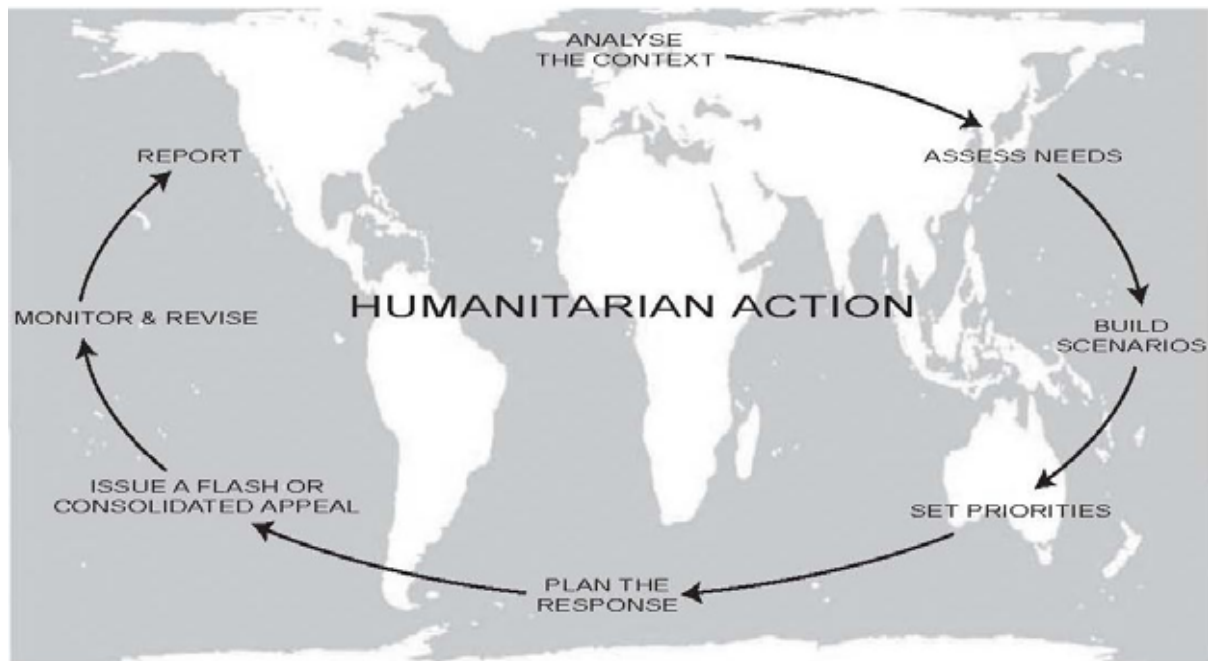 ANALYSE
THE CONTEXT
ASSESS NEEDS
BUILD
SCENARIOS
SET PRIORITIES
PLAN THE
RESPONSE
ISSUE A FLASH OR
CONSOLIDATED APPEAL
MONITOR & REVISE
REPORT
HUMANITARIAN ACTION